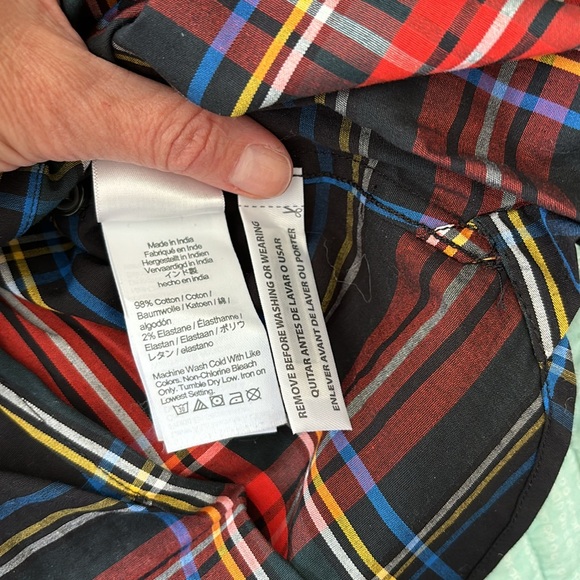 Made in India
Fabriqué en Inde
Hergestellt in Indien
Vervaardigd in India
インド製
hecho en India
98% Cotton / Coton /
Baumwolle / Katoen / 綿 /
algodón
2% Elastane / Élasthanne /
Elastan / Elastaan / ポリウ
レタン / elastano
Machine Wash Cold With Like
Colors. Non-Chlorine Bleach
Only. Tumble Dry Low. Iron on
Lowest Setting.
REMOVE BEFORE WASHING OR WEARING
QUITAR ANTES DE LAVAR O USAR
ENLEVER AVANT DE LAVER OU PORTER